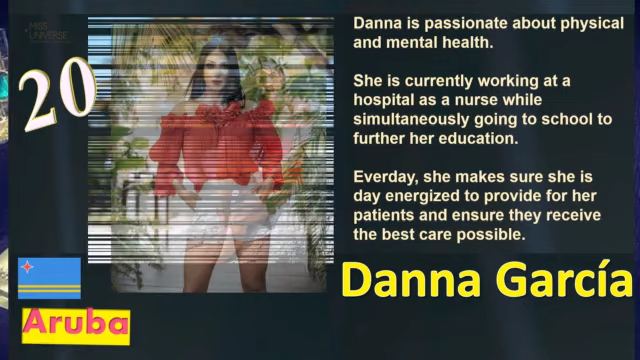 MISS
UNIVERSE
20
Danna is passionate about physical
and mental health.
She is currently working at a
hospital as a nurse while
simultaneously going to school to
further her education.
Everday, she makes sure she is
day energized to provide for her
patients and ensure they receive
the best care possible.
Danna García
Aruba